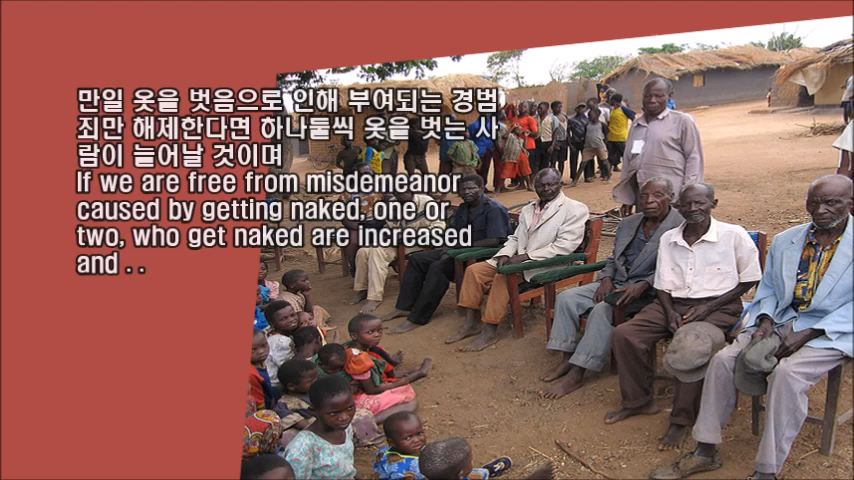 만일 옷을 벗음으로 인해 부여되는 경범
죄만 해제한다면 하나둘씩 옷을 벗는 사
람이 늘어날 것이며
If we are free from misdemeanor
caused by getting naked, one or
two, who get naked are increased
and . .